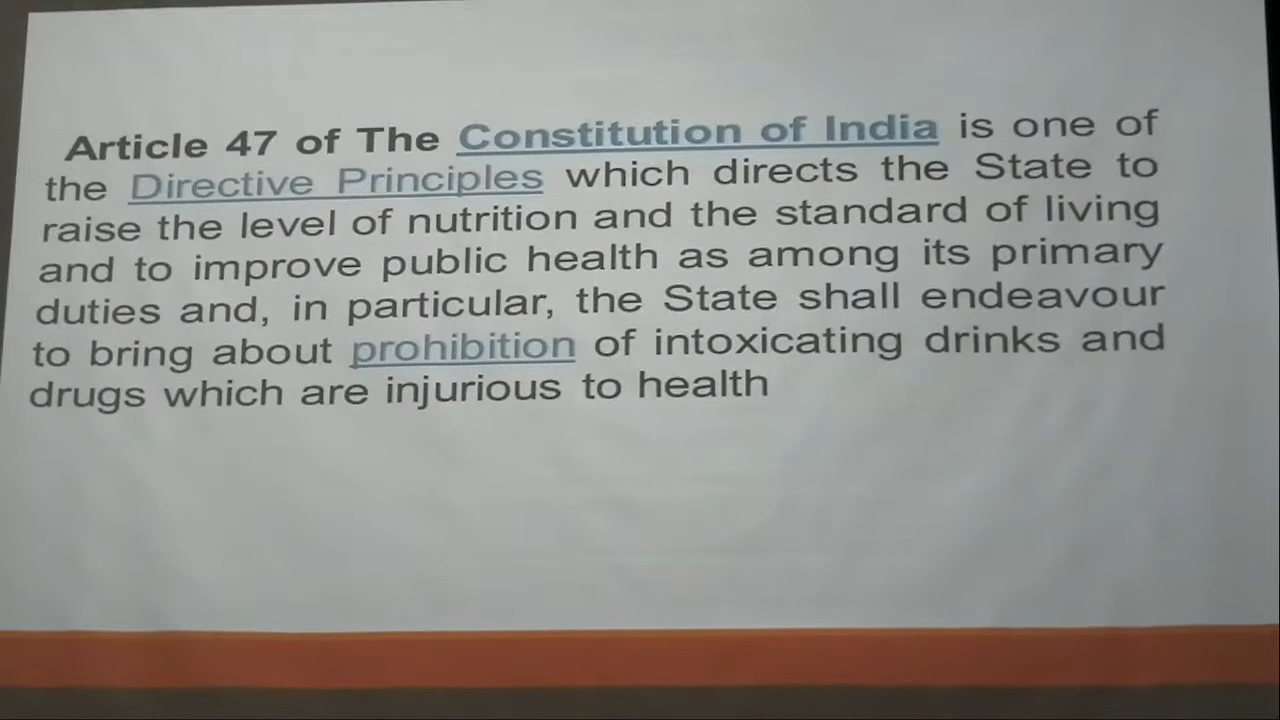 Article 47 of The Constitution of India is one of
the Directive Principles which directs the State to
raise the level of nutrition and the standard of living
and to improve public health as among its primary
duties and, in particular, the State shall endeavour
to bring about prohibition of intoxicating drinks and
drugs which are injurious to health